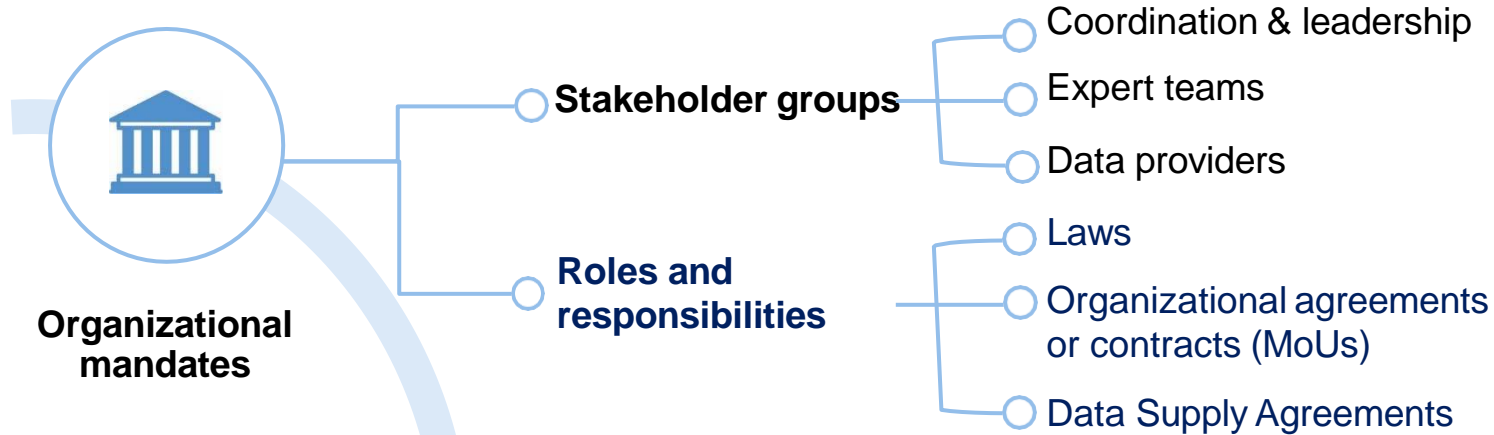 Organizational
mandates
Stakeholder groups
Coordination & leadership
Expert teams
Data providers
Roles and
responsibilities
Laws
Organizational agreements
or contracts (MoUs)
Data Supply Agreements